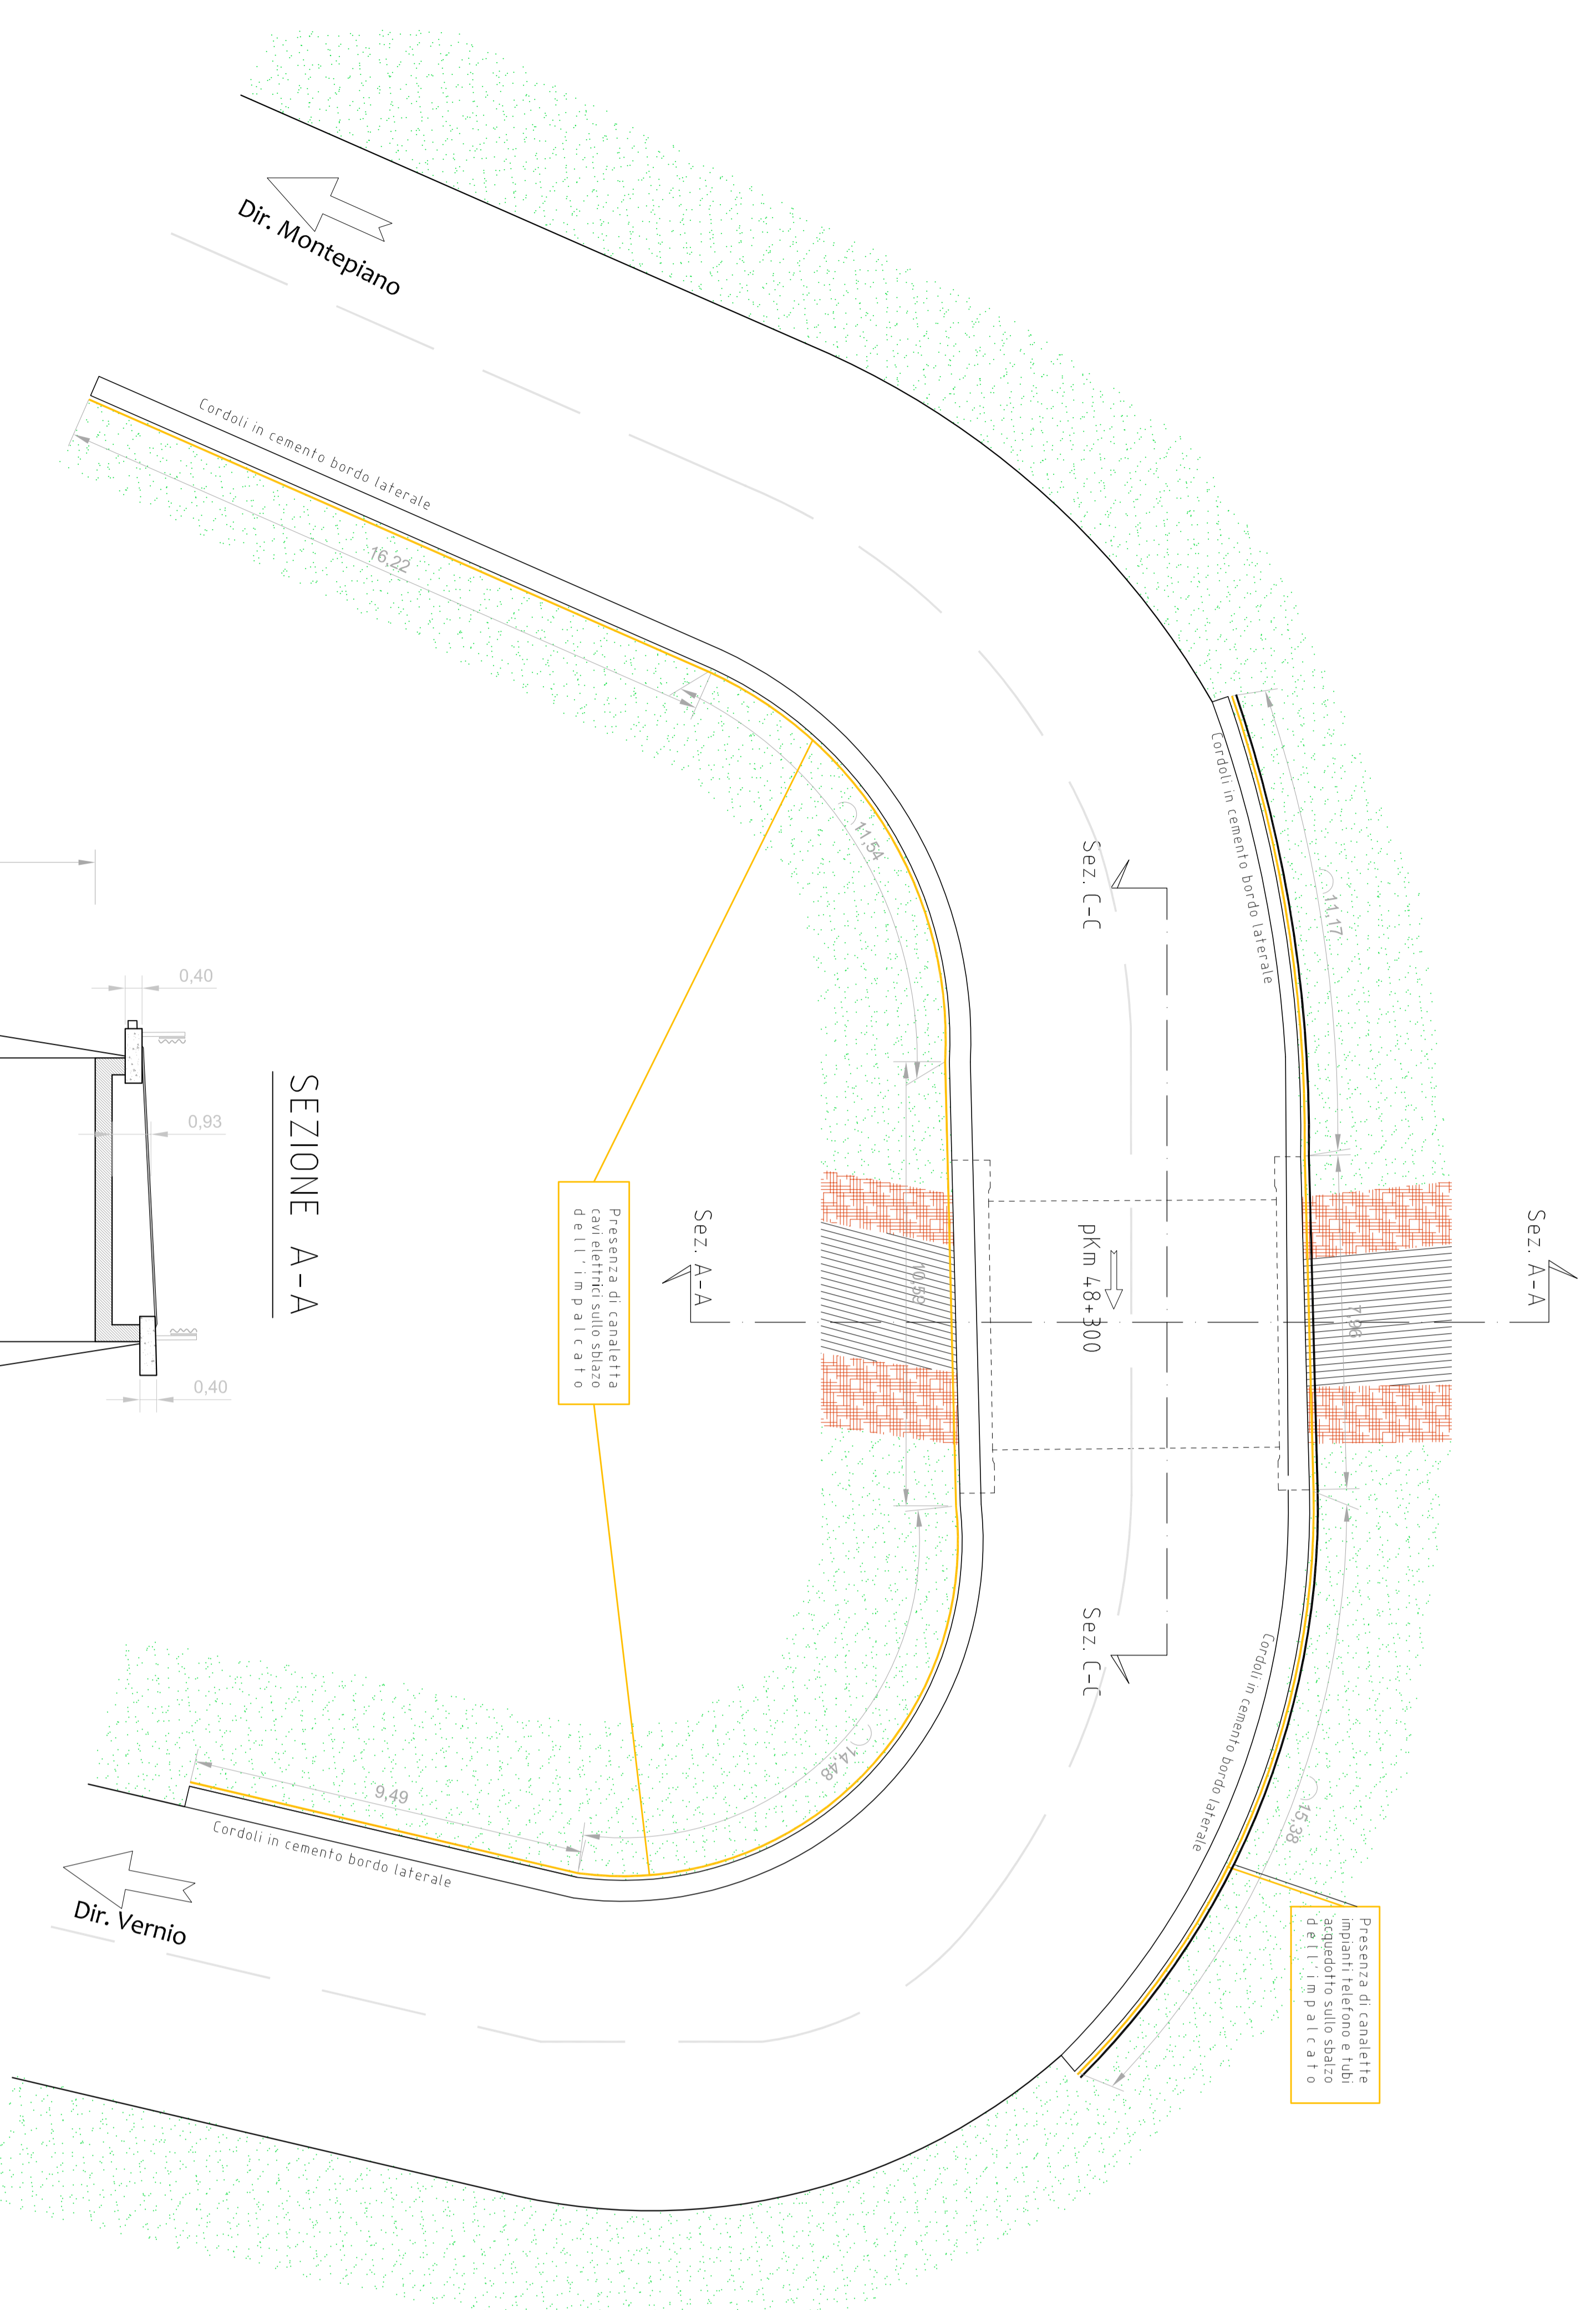 Dir. Montepiano
Cordoli in cemento bordo laterale
16,22
11,54
Sez. C-C
Cordoli in cemento bordo laterale
11,17
0,40
0,93
0,40
SEZIONE A-A
Presenza di canaletta
cavi elettrici sullo sblazo
dell'impalcato
Sez. A-A
10,59
pKm 48+300
7,96
Sez. A-A
Sez. C-C
Cordoli in cemento bordo laterale
15,38
14,48
9,49
Cordoli in cemento bordo laterale
Dir. Vernio
Presenza di canalette
impianti telefono e tubi
acquedotto sullo sbalzo
dell'impalcato